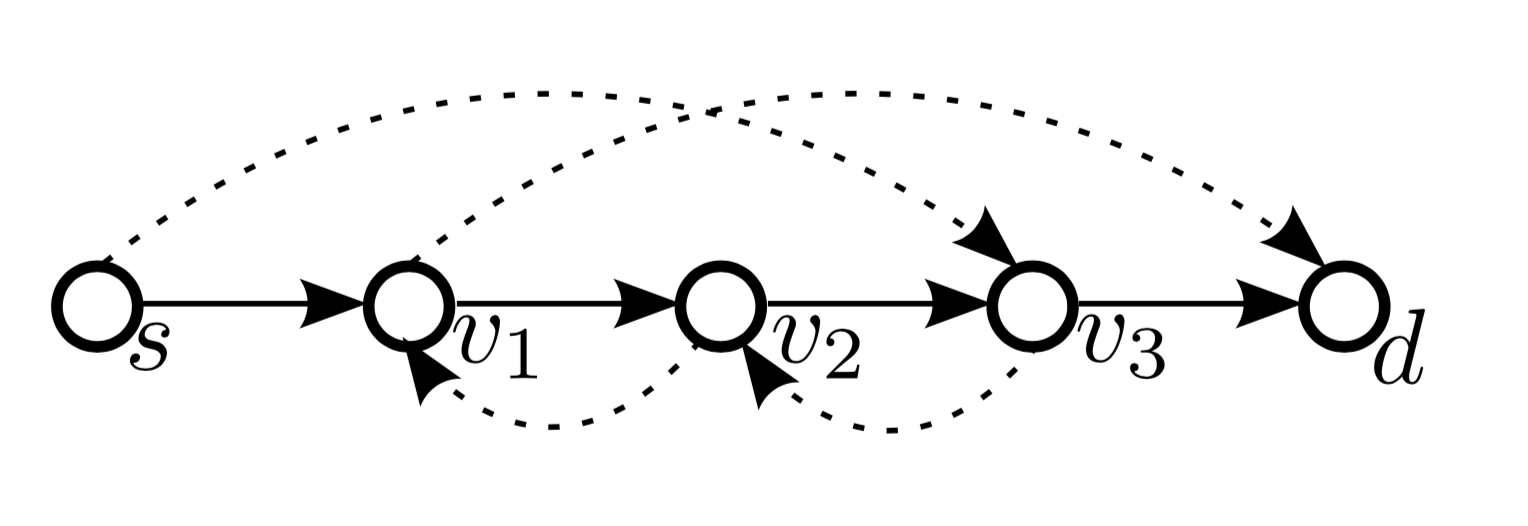 s v₁ v₂ v₃ d